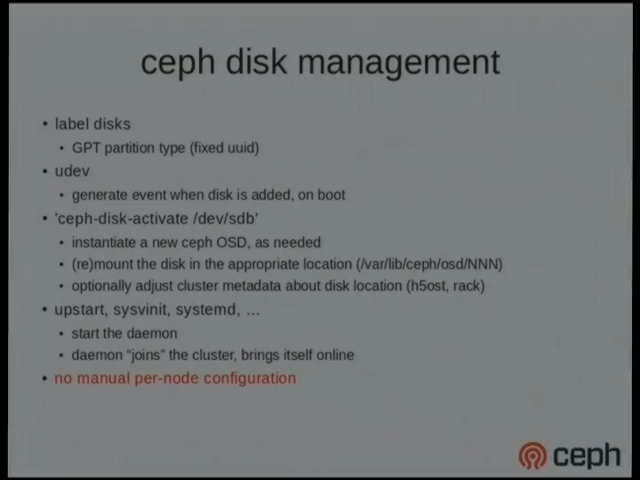 ceph disk management
• label disks
• GPT partition type (fixed uuid)
• udev
• generate event when disk is added, on boot
• 'ceph-disk-activate /dev/sdb'
• instantiate a new ceph OSD, as needed
• (re)mount the disk in the appropriate location (/var/lib/ceph/osd/NNN)
• optionally adjust cluster metadata about disk location (h5ost, rack)
• upstart, sysvinit, systemd, ...
• start the daemon
• daemon “joins” the cluster, brings itself online
• no manual per-node configuration
ceph